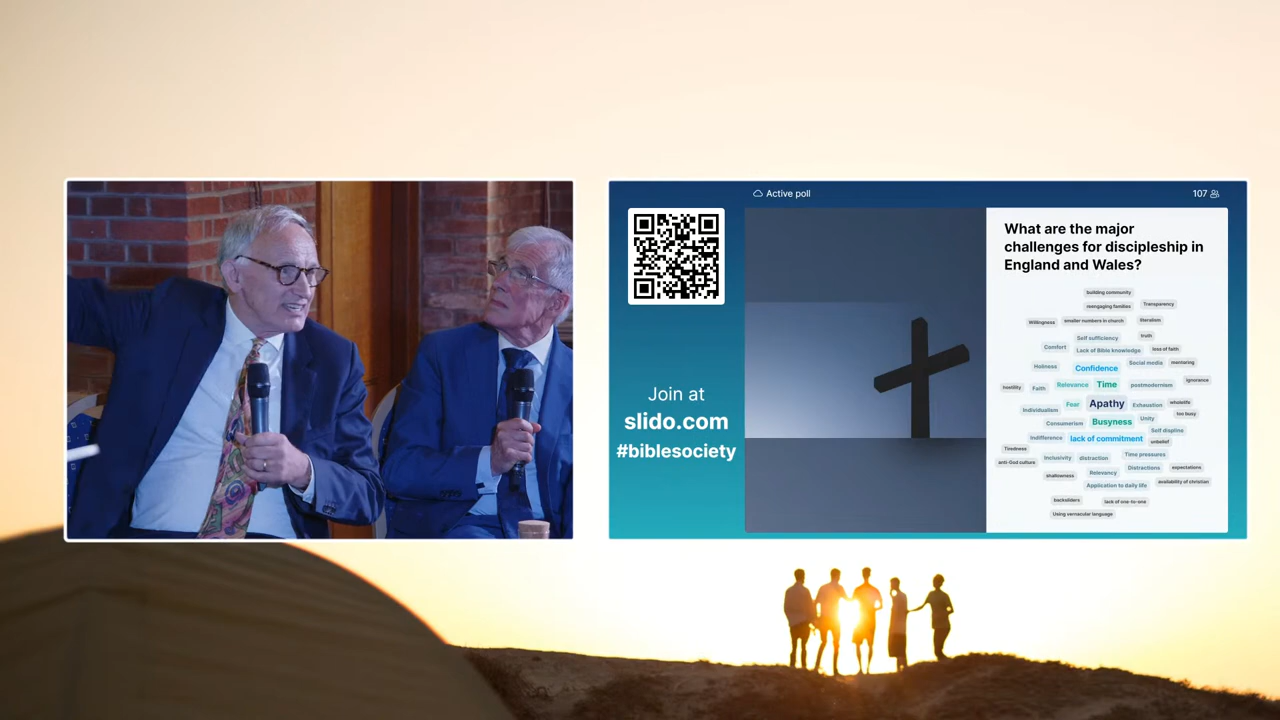 Active poll
107
Join at
slido.com
#biblesociety
What are the major
challenges for discipleship in
England and Wales?
building community
reengaging families Transparency
Willingness smaller numbers in church literalism
Self sufficiency truth
Comfort Lack of Bible knowledge loss of faith
Holiness Confidence Social media mentoring
hostility Faith Relevance Time postmodernism ignorance
Individualism Fear Apathy Exhaustion wholelife
too busy
Consumerism Busyness Unity
Indifference lack of commitment Self displine
unbelief
Tiredness
anti-God culture Inclusivity distraction Time pressures
shallowness Relevancy Distractions expectations
Application to daily life availability of christian
backsliders lack of one-to-one
Using vernacular language